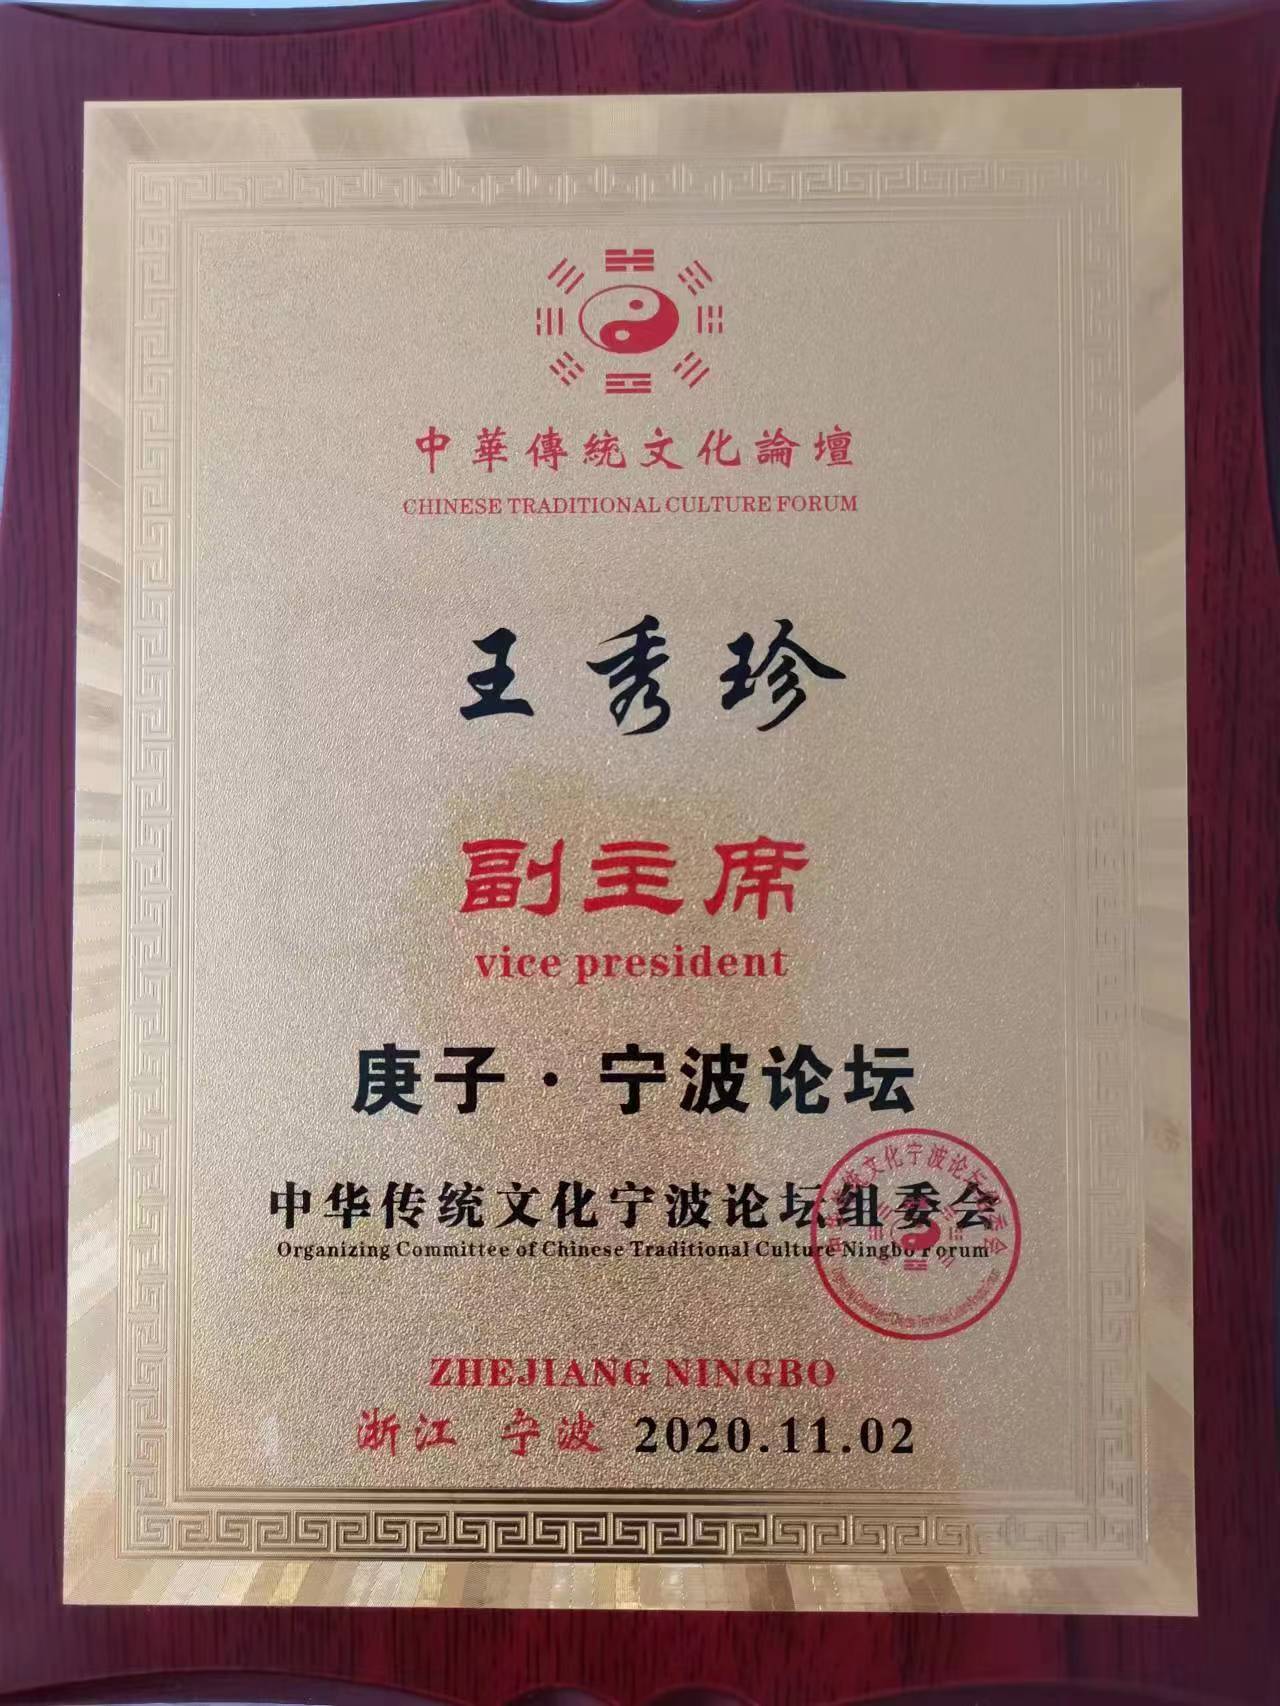 中華傳統文化論壇
CHINESE TRADITIONAL CULTURE FORUM
王秀珍
副主席
vice president
庚子·宁波论坛
中华传统文化宁波论坛组委会
Organizing Committee of Chinese Traditional Culture Ningbo Forum
ZHEJIANG NINGBO
浙江 宁波 2020.11.02